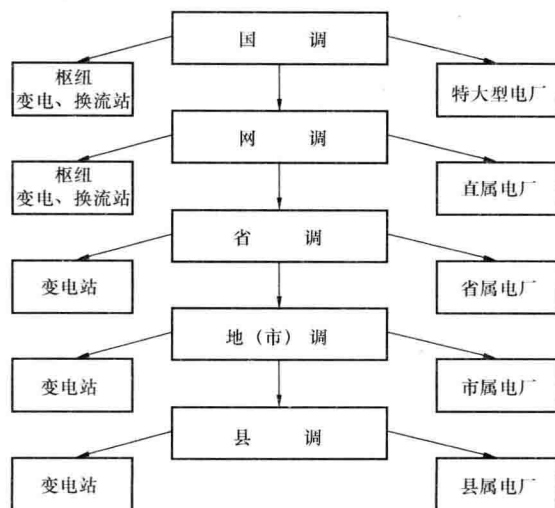 国 调
枢纽
变电、换流站
特大型电厂
网 调
枢纽
变电、换流站
直属电厂
省 调
变电站
省属电厂
地（市）调
变电站
市属电厂
县 调
变电站
县属电厂